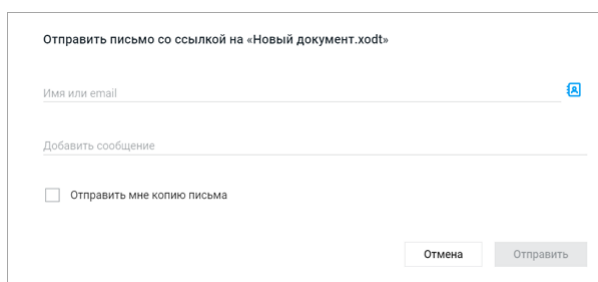 Отправить письмо со ссылкой на «Новый документ.xodt»
Имя или email
Добавить сообщение
Отправить мне копию письма
Отмена
Отправить